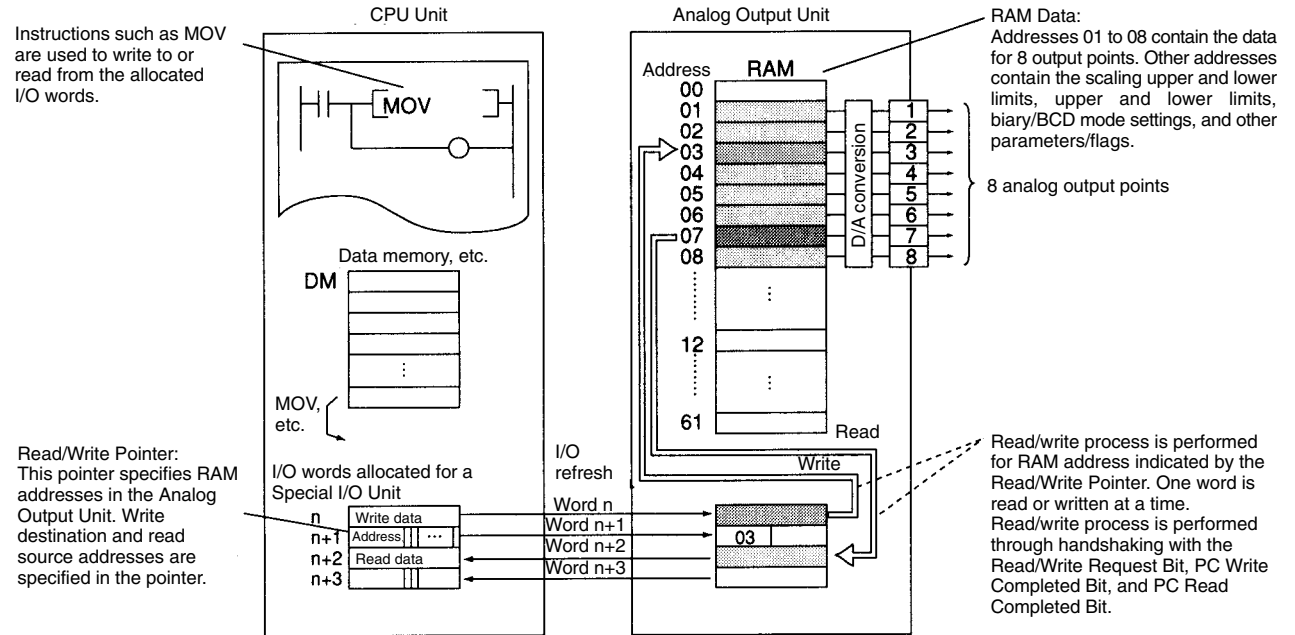 CPU Unit
Analog Output Unit
Instructions such as MOV
are used to write to or
read from the allocated
I/O words.
MOV
Data memory, etc.
DM
⋮
MOV,
etc.
Read/Write Pointer:
This pointer specifies RAM
addresses in the Analog
Output Unit. Write
destination and read
source addresses are
specified in the pointer.
I/O words allocated for a
Special I/O Unit
n
Write data
n+1
Address
...
n+2
Read data
n+3
I/O
refresh
Word n
Word n+1
Word n+2
Word n+3
Address
RAM
00
01
02
03
04
05
06
07
08
⋮
12
⋮
61
D/A conversion
1
2
3
4
5
6
7
8
Read
Write
03
RAM Data:
Addresses 01 to 08 contain the data
for 8 output points. Other addresses
contain the scaling upper and lower
limits, upper and lower limits,
biary/BCD mode settings, and other
parameters/flags.
8 analog output points
Read/write process is performed
for RAM address indicated by the
Read/Write Pointer. One word is
read or written at a time.
Read/write process is performed
through handshaking with the
Read/Write Request Bit, PC Write
Completed Bit, and PC Read
Completed Bit.